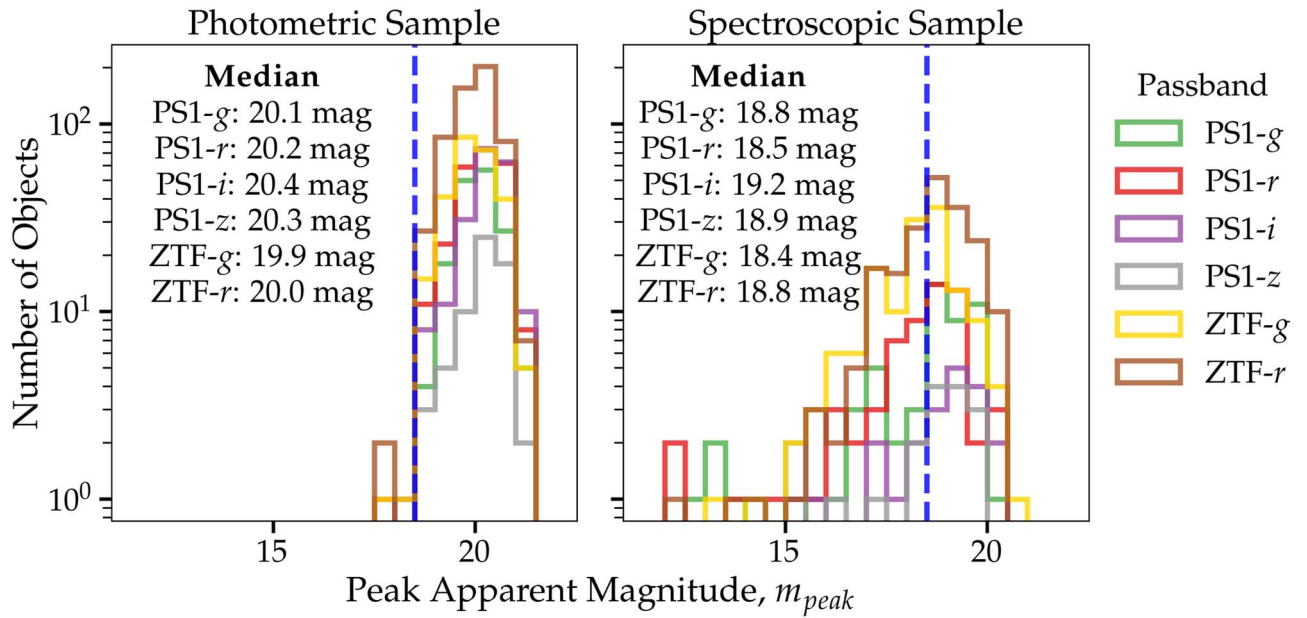 Photometric Sample
Spectroscopic Sample
Number of Objects
10²
10¹
10⁰
Median
PS1-g: 20.1 mag
PS1-r: 20.2 mag
PS1-i: 20.4 mag
PS1-z: 20.3 mag
ZTF-g: 19.9 mag
ZTF-r: 20.0 mag
Median
PS1-g: 18.8 mag
PS1-r: 18.5 mag
PS1-i: 19.2 mag
PS1-z: 18.9 mag
ZTF-g: 18.4 mag
ZTF-r: 18.8 mag
Passband
PS1-g
PS1-r
PS1-i
PS1-z
ZTF-g
ZTF-r
15 20
15 20
Peak Apparent Magnitude, m_peak